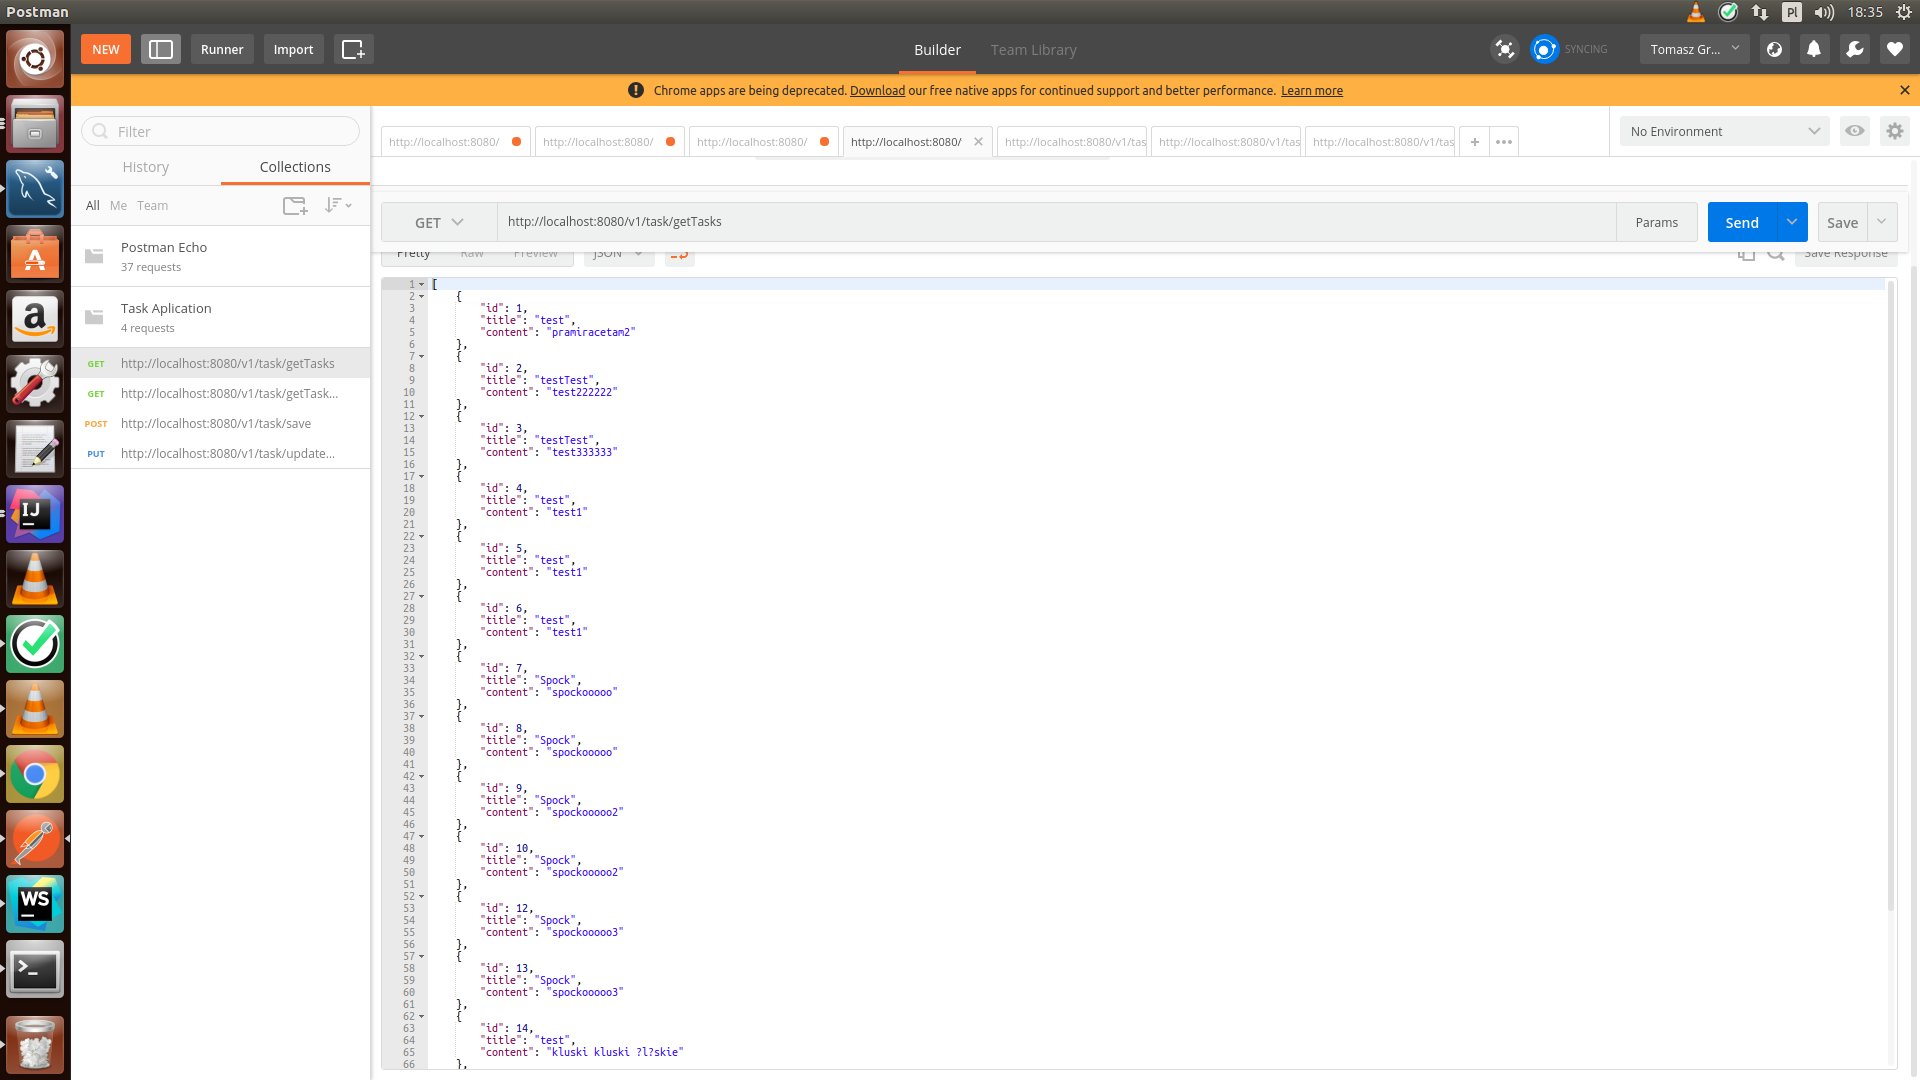 Postman
Pl
18:35
NEW
Runner
Import
Builder
Team Library
SYNCING
Tomasz Gr...
Chrome apps are being deprecated. Download our free native apps for continued support and better performance. Learn more
Filter
History
Collections
All Me Team
Postman Echo
37 requests
Task Aplication
4 requests
GET http://localhost:8080/v1/task/getTasks
GET http://localhost:8080/v1/task/getTask...
POST http://localhost:8080/v1/task/save
PUT http://localhost:8080/v1/task/update...
http://localhost:8080/
http://localhost:8080/
http://localhost:8080/
http://localhost:8080/
http://localhost:8080/v1/tas
http://localhost:8080/v1/tas
http://localhost:8080/v1/tas
No Environment
GET
http://localhost:8080/v1/task/getTasks
Params
Send
Save
Pretty Raw Preview JSON
Save Response
1 [
2 {
3 "id": 1,
4 "title": "test",
5 "content": "pramiracetam2"
6 },
7 {
8 "id": 2,
9 "title": "testTest",
10 "content": "test222222"
11 },
12 {
13 "id": 3,
14 "title": "testTest",
15 "content": "test333333"
16 },
17 {
18 "id": 4,
19 "title": "test",
20 "content": "test1"
21 },
22 {
23 "id": 5,
24 "title": "test",
25 "content": "test1"
26 },
27 {
28 "id": 6,
29 "title": "test",
30 "content": "test1"
31 },
32 {
33 "id": 7,
34 "title": "Spock",
35 "content": "spockooooo"
36 },
37 {
38 "id": 8,
39 "title": "Spock",
40 "content": "spockooooo"
41 },
42 {
43 "id": 9,
44 "title": "Spock",
45 "content": "spockooooo2"
46 },
47 {
48 "id": 10,
49 "title": "Spock",
50 "content": "spockooooo2"
51 },
52 {
53 "id": 12,
54 "title": "Spock",
55 "content": "spockooooo3"
56 },
57 {
58 "id": 13,
59 "title": "Spock",
60 "content": "spockooooo3"
61 },
62 {
63 "id": 14,
64 "title": "test",
65 "content": "kluski kluski ?l?skie"
66 },
IJ
WS